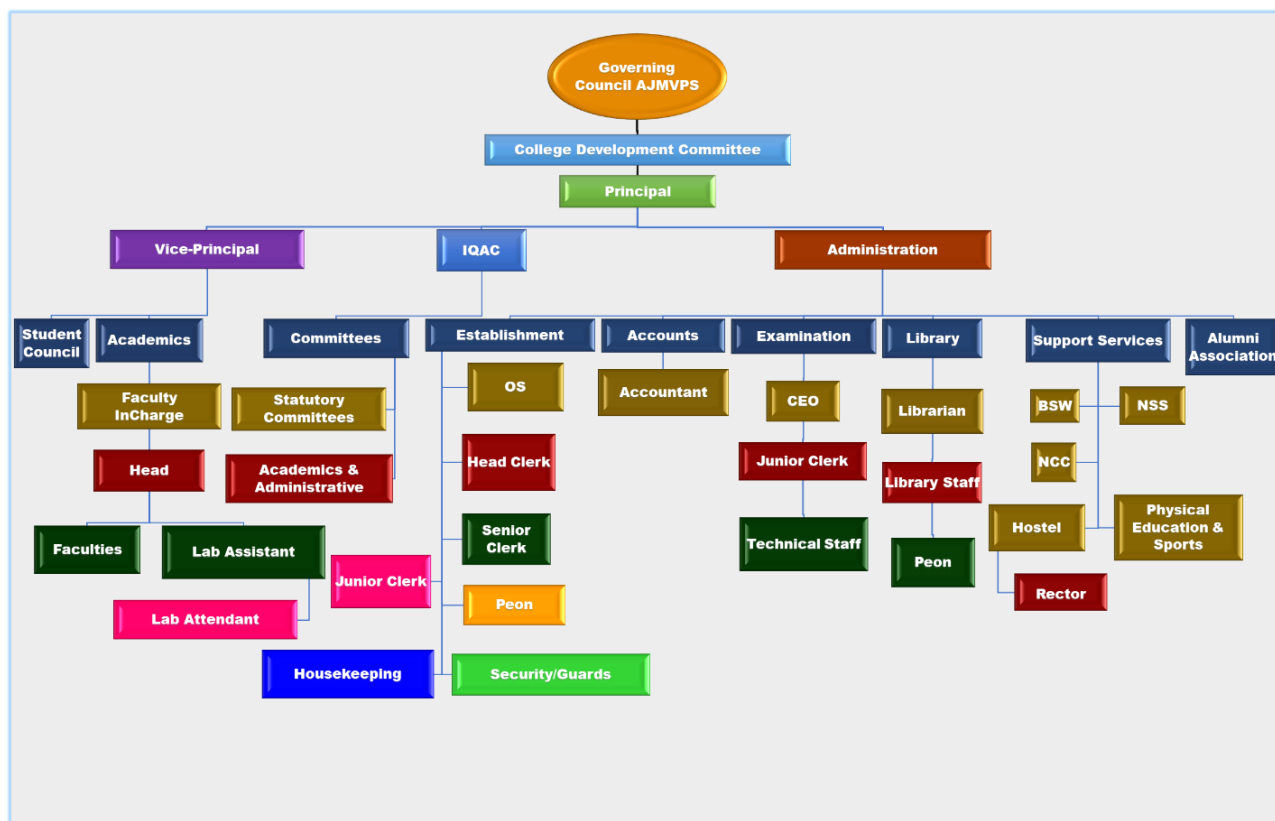 Governing
Council AJMVPS
College Development Committee
Principal
Vice-Principal
IQAC
Administration
Student
Council
Academics
Committees
Establishment
Accounts
Examination
Library
Support Services
Alumni
Association
Faculty
InCharge
Statutory
Committees
OS
Accountant
CEO
Librarian
BSW
NSS
Head
Academics &
Administrative
Head Clerk
Junior Clerk
Library Staff
NCC
Faculties
Lab Assistant
Senior
Clerk
Technical Staff
Peon
Hostel
Physical
Education &
Sports
Junior Clerk
Lab Attendant
Peon
Rector
Housekeeping
Security/Guards